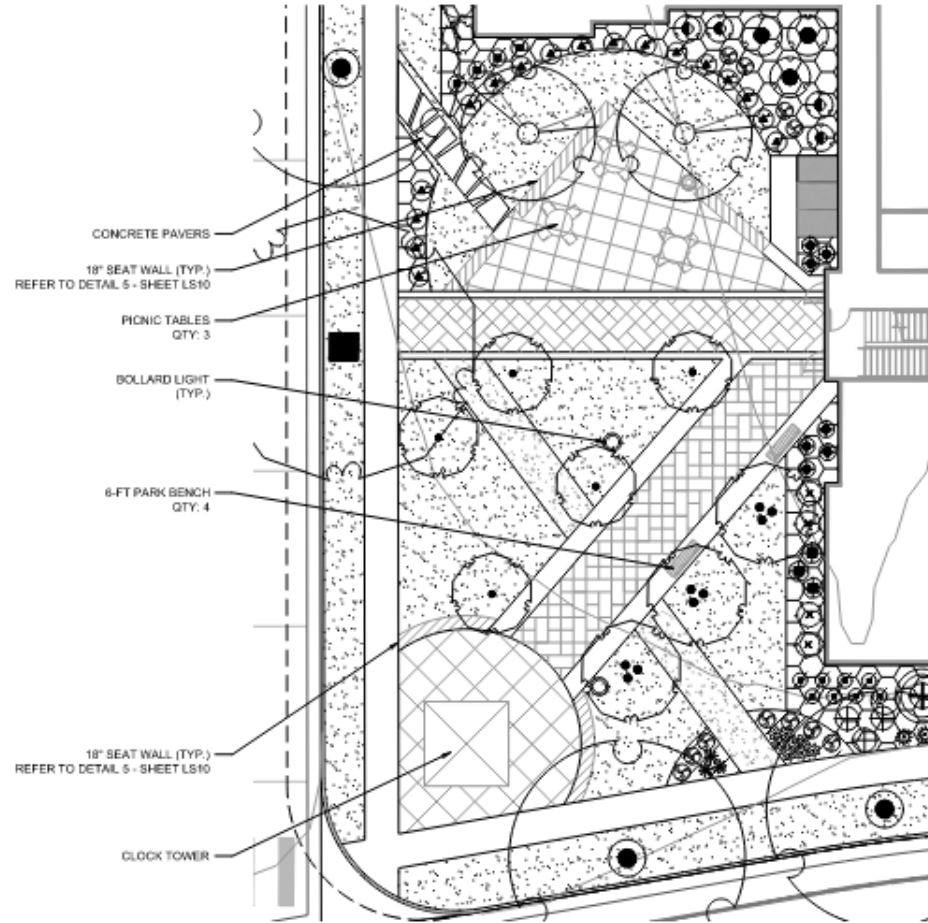 CONCRETE PAVERS
18" SEAT WALL (TYP.)
REFER TO DETAIL 5 - SHEET LS10
PICNIC TABLES
QTY: 3
BOLLARD LIGHT
(TYP.)
6-FT PARK BENCH
QTY: 4
18" SEAT WALL (TYP.)
REFER TO DETAIL 5 - SHEET LS10
CLOCK TOWER